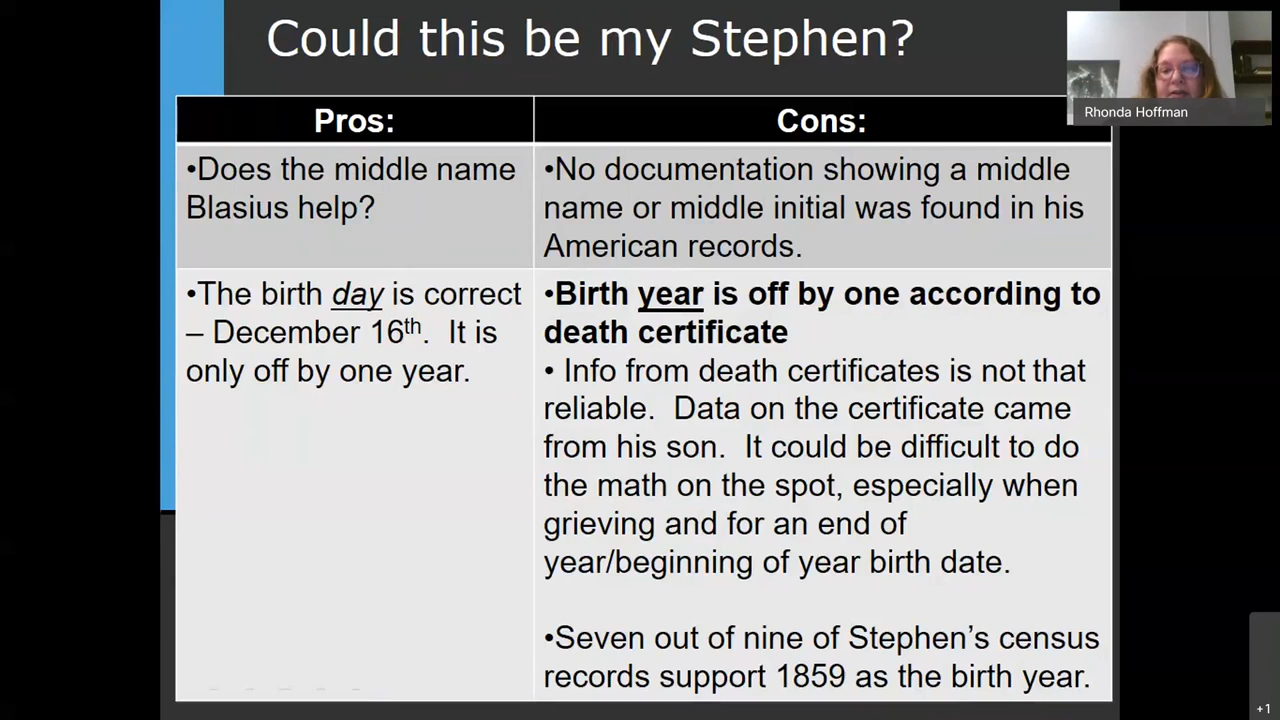 Could this be my Stephen?
Rhonda Hoffman
Pros:
Cons:
•Does the middle name
Blasius help?
•No documentation showing a middle
name or middle initial was found in his
American records.
•The birth day is correct
– December 16th. It is
only off by one year.
•Birth year is off by one according to
death certificate
• Info from death certificates is not that
reliable. Data on the certificate came
from his son. It could be difficult to do
the math on the spot, especially when
grieving and for an end of
year/beginning of year birth date.
•Seven out of nine of Stephen’s census
records support 1859 as the birth year.
+1